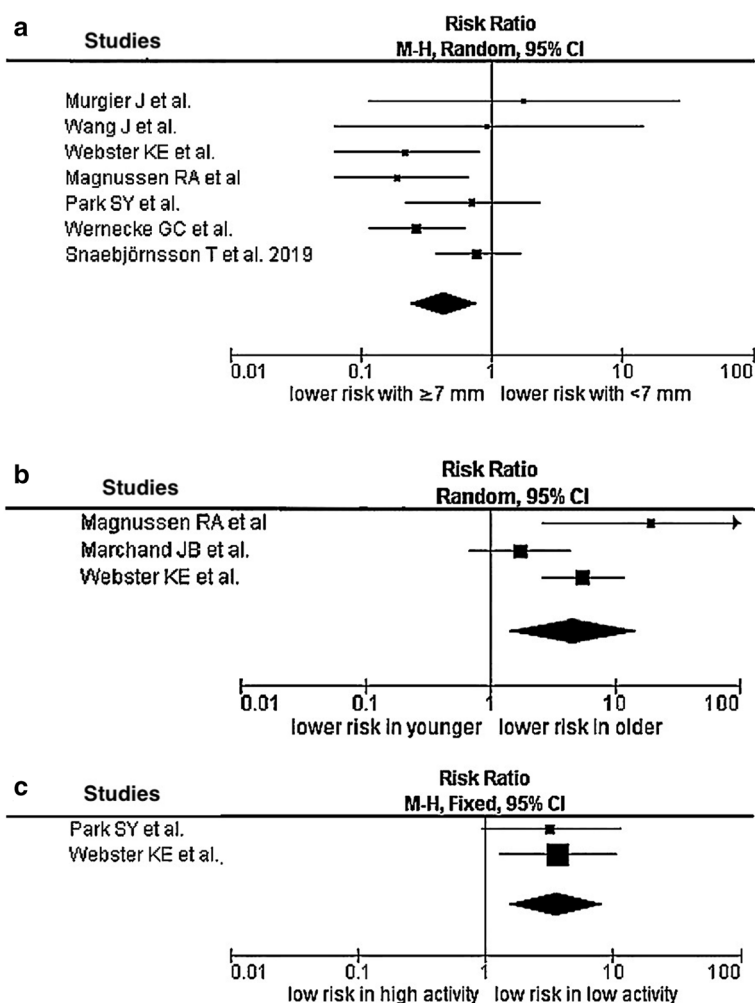 a
Studies
Risk Ratio
M-H, Random, 95% CI
Murgier J et al.
Wang J et al.
Webster KE et al.
Magnussen RA et al
Park SY et al.
Wernecke GC et al.
Snaebjörnsson T et al. 2019
0.01 0.1 1 10 100
lower risk with ≥7 mm lower risk with <7 mm
b
Studies
Risk Ratio
Random, 95% CI
Magnussen RA et al
Marchand JB et al.
Webster KE et al.
0.01 0.1 1 10 100
lower risk in younger lower risk in older
c
Studies
Risk Ratio
M-H, Fixed, 95% CI
Park SY et al.
Webster KE et al..
0.01 0.1 1 10 100
low risk in high activity low risk in low activity